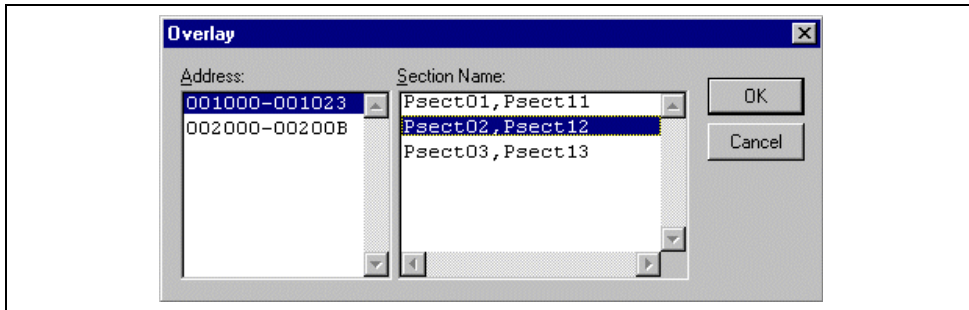 Overlay
Address:
Section Name:
001000-001023
002000-00200B
Psect01,Psect11
Psect02,Psect12
Psect03,Psect13
OK
Cancel